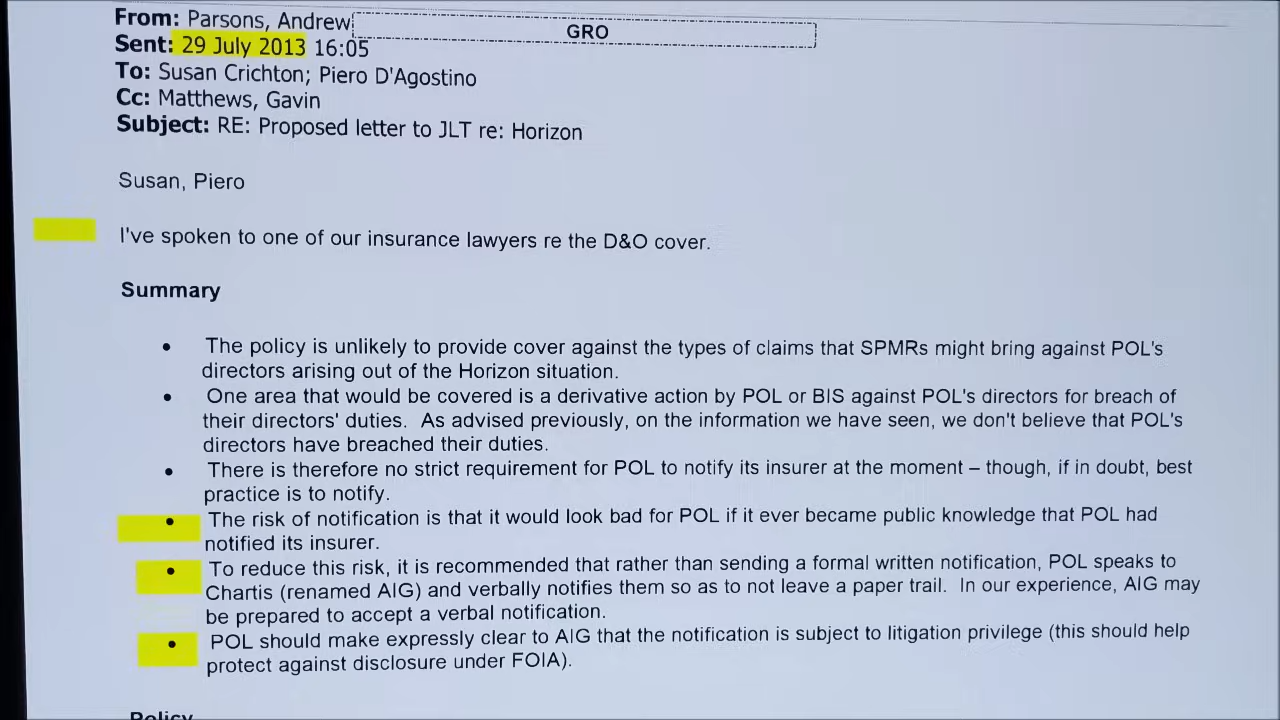 From: Parsons, Andrew GRO
Sent: 29 July 2013 16:05
To: Susan Crichton; Piero D'Agostino
Cc: Matthews, Gavin
Subject: RE: Proposed letter to JLT re: Horizon
Susan, Piero
I've spoken to one of our insurance lawyers re the D&O cover.
Summary
• The policy is unlikely to provide cover against the types of claims that SPMRs might bring against POL's
directors arising out of the Horizon situation.
• One area that would be covered is a derivative action by POL or BIS against POL's directors for breach of
their directors' duties. As advised previously, on the information we have seen, we don't believe that POL's
directors have breached their duties.
• There is therefore no strict requirement for POL to notify its insurer at the moment – though, if in doubt, best
practice is to notify.
• The risk of notification is that it would look bad for POL if it ever became public knowledge that POL had
notified its insurer.
• To reduce this risk, it is recommended that rather than sending a formal written notification, POL speaks to
Chartis (renamed AIG) and verbally notifies them so as to not leave a paper trail. In our experience, AIG may
be prepared to accept a verbal notification.
• POL should make expressly clear to AIG that the notification is subject to litigation privilege (this should help
protect against disclosure under FOIA).
Policy